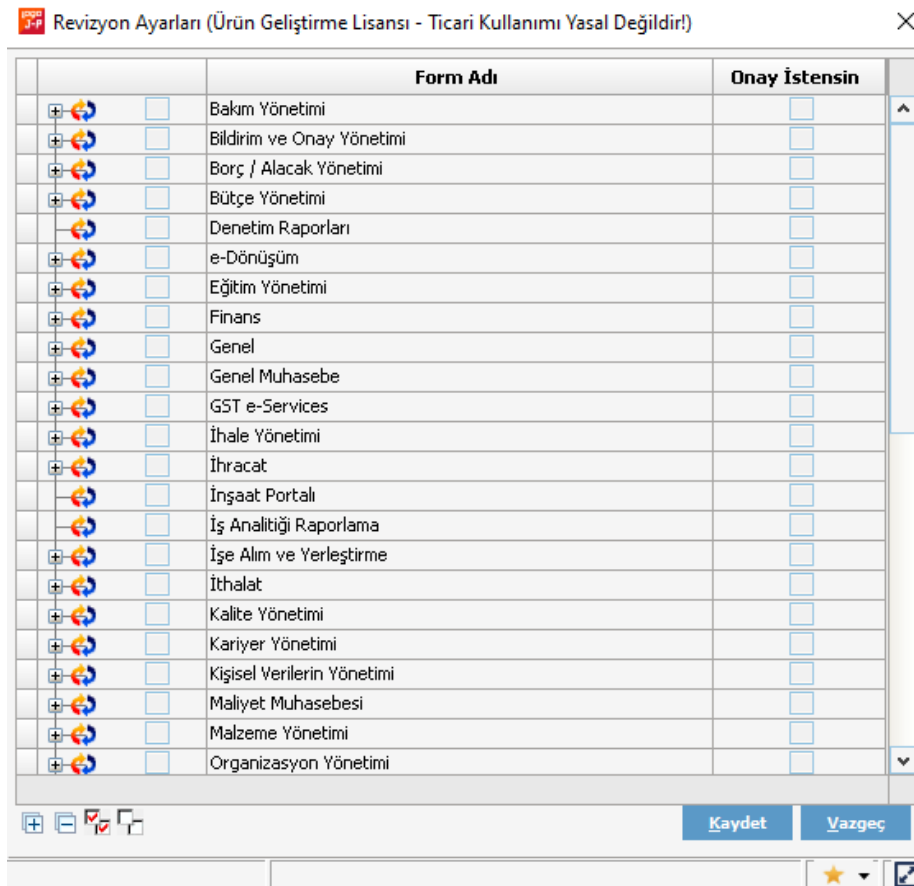 logo J-P Revizyon Ayarları (Ürün Geliştirme Lisansı - Ticari Kullanımı Yasal Değildir!)
Form Adı Onay İstensin
Bakım Yönetimi
Bildirim ve Onay Yönetimi
Borç / Alacak Yönetimi
Bütçe Yönetimi
Denetim Raporları
e-Dönüşüm
Eğitim Yönetimi
Finans
Genel
Genel Muhasebe
GST e-Services
İhale Yönetimi
İhracat
İnşaat Portalı
İş Analitiği Raporlama
İşe Alım ve Yerleştirme
İthalat
Kalite Yönetimi
Kariyer Yönetimi
Kişisel Verilerin Yönetimi
Maliyet Muhasebesi
Malzeme Yönetimi
Organizasyon Yönetimi
Kaydet Vazgeç